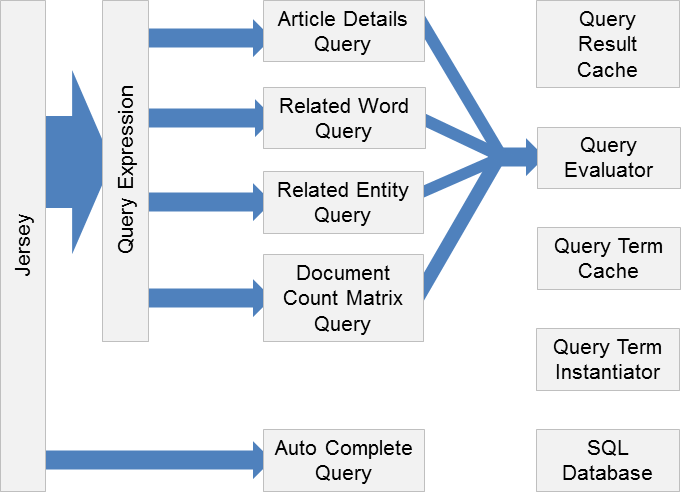 Jersey
Query Expression
Article Details
Query
Related Word
Query
Related Entity
Query
Document
Count Matrix
Query
Auto Complete
Query
Query
Result
Cache
Query
Evaluator
Query Term
Cache
Query Term
Instantiator
SQL
Database